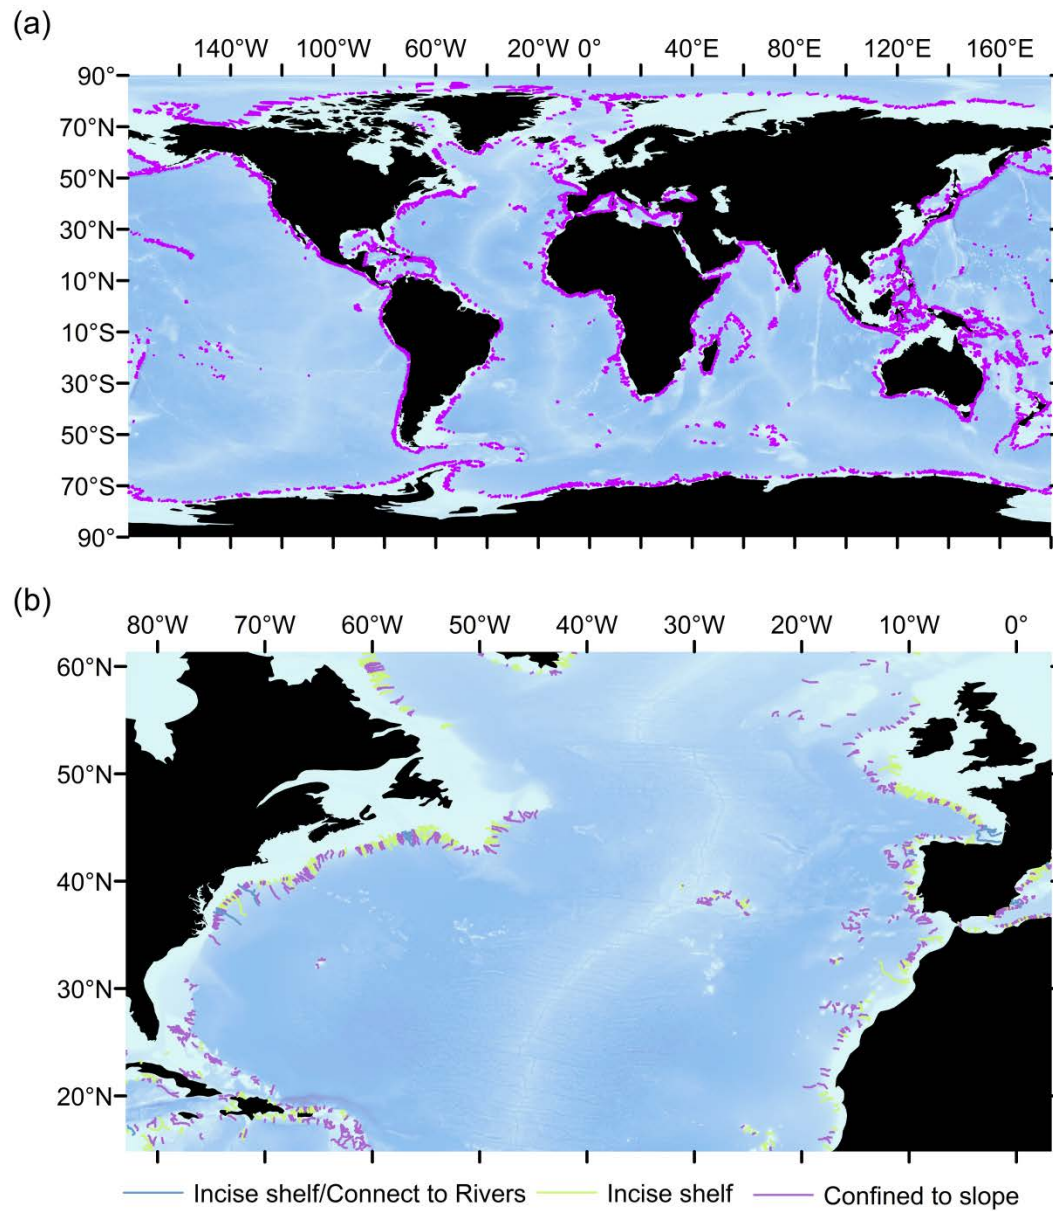 (a)
140°W 100°W 60°W 20°W 0° 40°E 80°E 120°E 160°E
90°
70°N
50°N
30°N
10°N
10°S
30°S
50°S
70°S
90°
(b)
80°W 70°W 60°W 50°W 40°W 30°W 20°W 10°W 0°
60°N
50°N
40°N
30°N
20°N
Incise shelf/Connect to Rivers Incise shelf Confined to slope